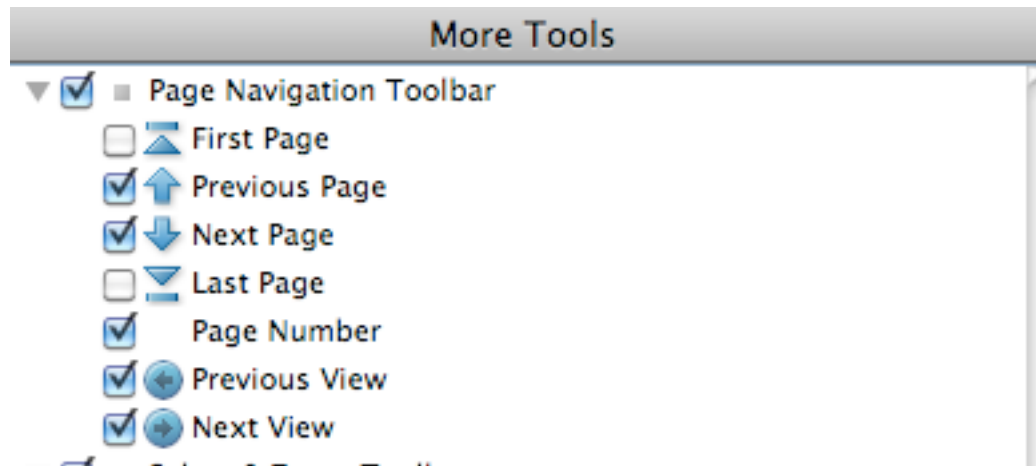 More Tools
Page Navigation Toolbar
First Page
Previous Page
Next Page
Last Page
Page Number
Previous View
Next View